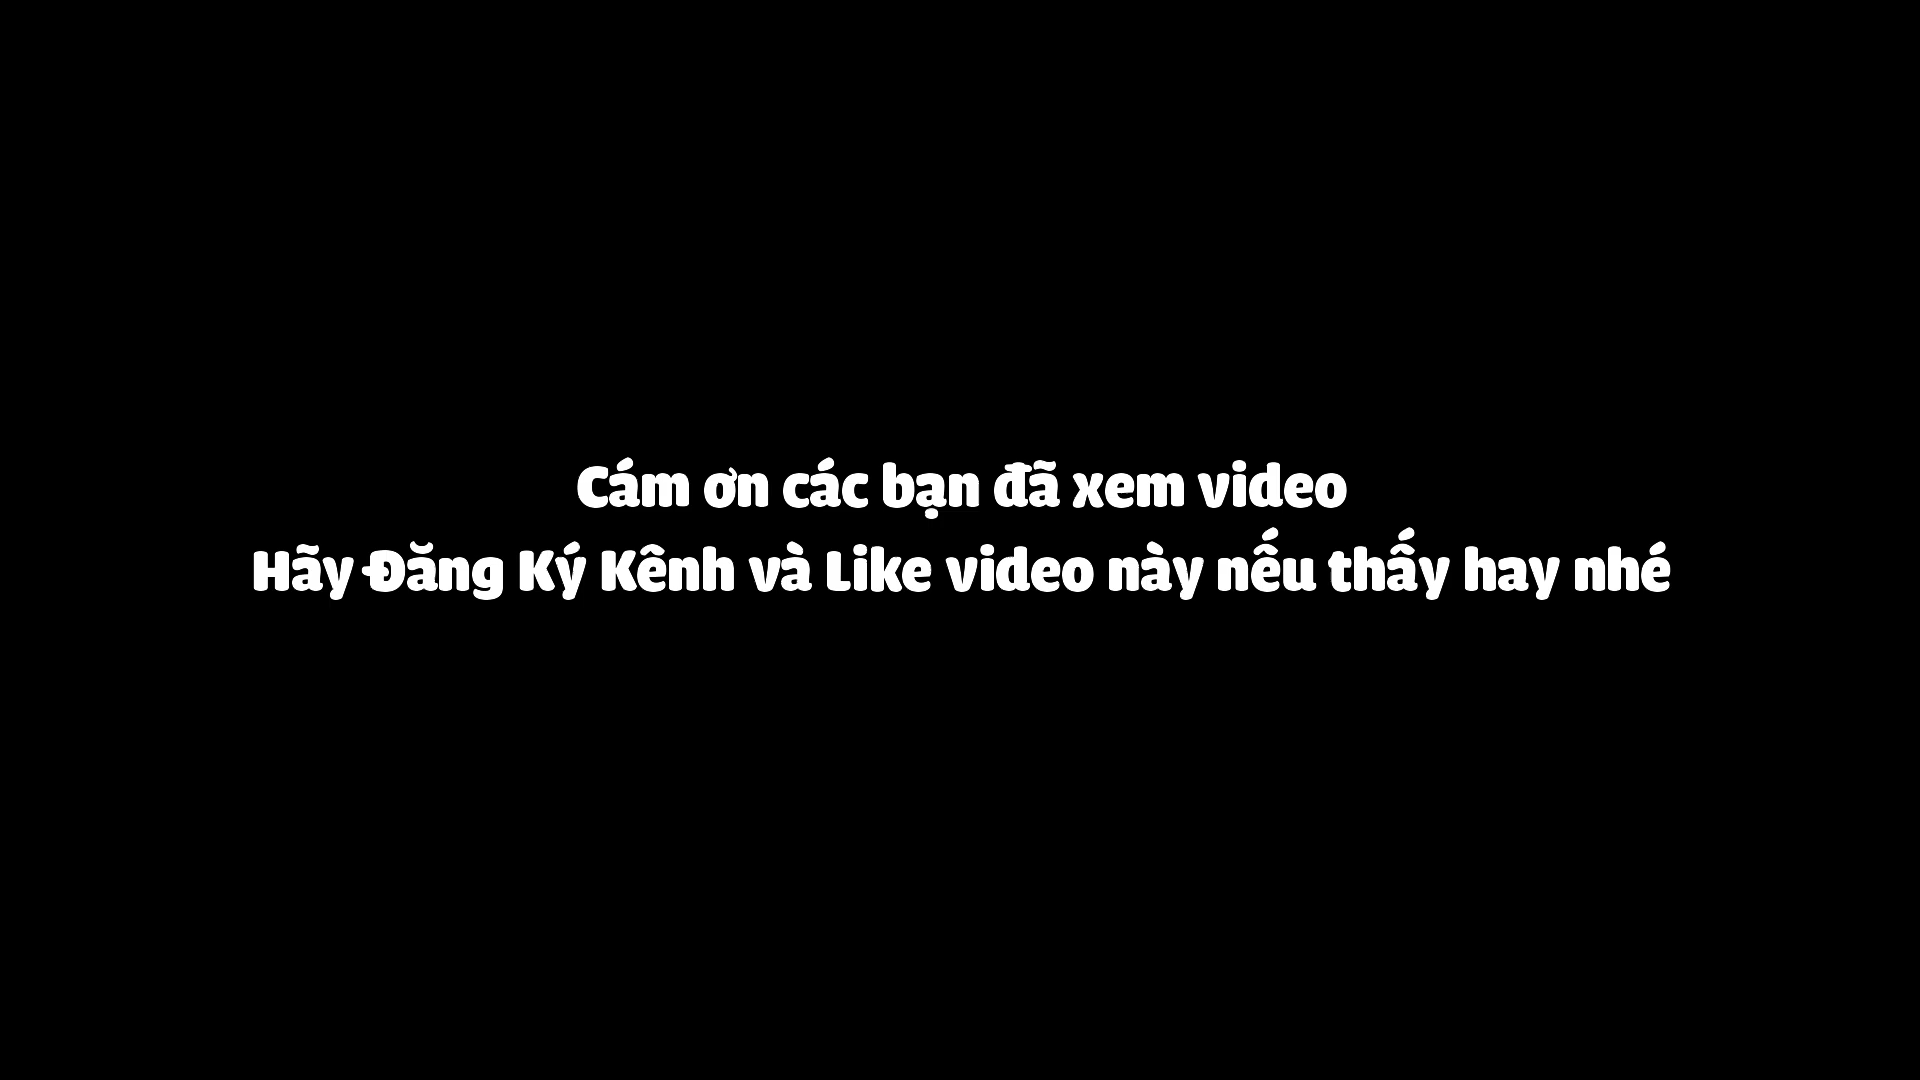 Cám ơn các bạn đã xem video
Hãy Đăng Ký Kênh và Like video này nếu thấy hay nhé